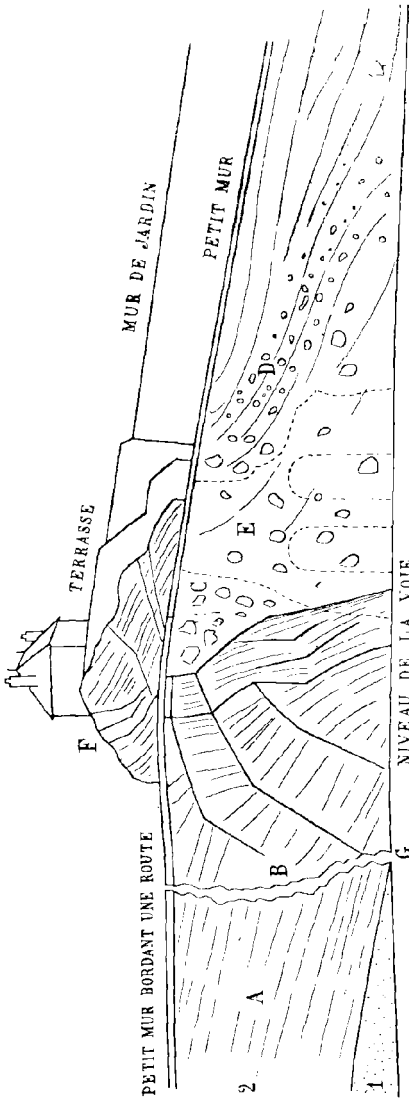 MUR DE JARDIN
TERRASSE
PETIT MUR
F
PETIT MUR BORDANT UNE ROUTE
C
D
E
B
A
2
1
G
NIVEAU DE LA VOIE